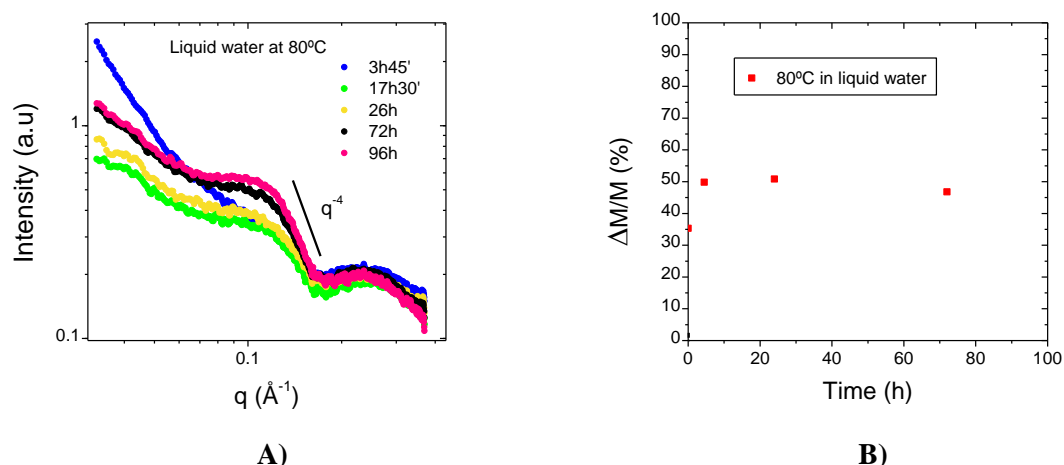 Liquid water at 80ºC
3h45'
17h30'
26h
72h
96h
q⁻⁴
1
0.1
0.1
Intensity (a.u)
q (Å⁻¹)
A)
100
90
80
70
60
50
40
30
20
10
0
80ºC in liquid water
ΔM/M (%)
0 20 40 60 80 100
Time (h)
B)